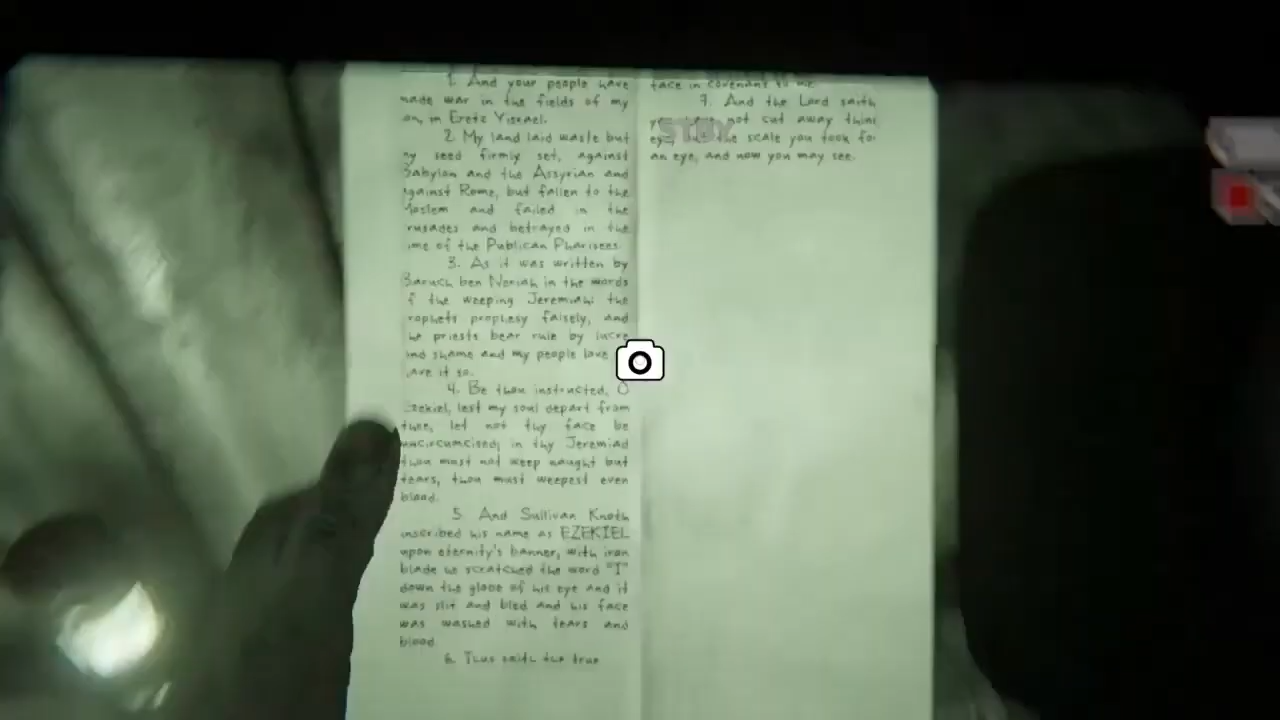 1. And your people have
made war in the fields of my
in Eretz Yisrael.
2. My land laid waste but
my seed firmly set, against
Babylon and the Assyrian and
against Rome, but fallen to the
Moslem and failed in the
crusades and betrayed in the
time of the Publican Pharisees.
3. As it was written by
Baruch ben Neriah in the words
of the weeping Jeremiah: the
prophets prophesy falsely, and
the priests bear rule by lucre
and shame and my people love
have it so.
4. Be thou instructed, O
Ezekiel, lest my soul depart from
thee, let not thy face be
uncircumcised; in thy Jeremiad
thou must not weep naught but
tears, thou must weepest even
blood.
5. And Sullivan Knoth
inscribed his name as EZEKIEL
upon eternity's banner, with iron
blade he scratched the word "I"
down the globe of his eye and it
was slit and bled and his face
was washed with tears and
blood.
6. Thus saith the true
face in covenant to me.
7. And the Lord saith
not cut away thine
eye, but the scale you took for
an eye, and now you may see.
STBY